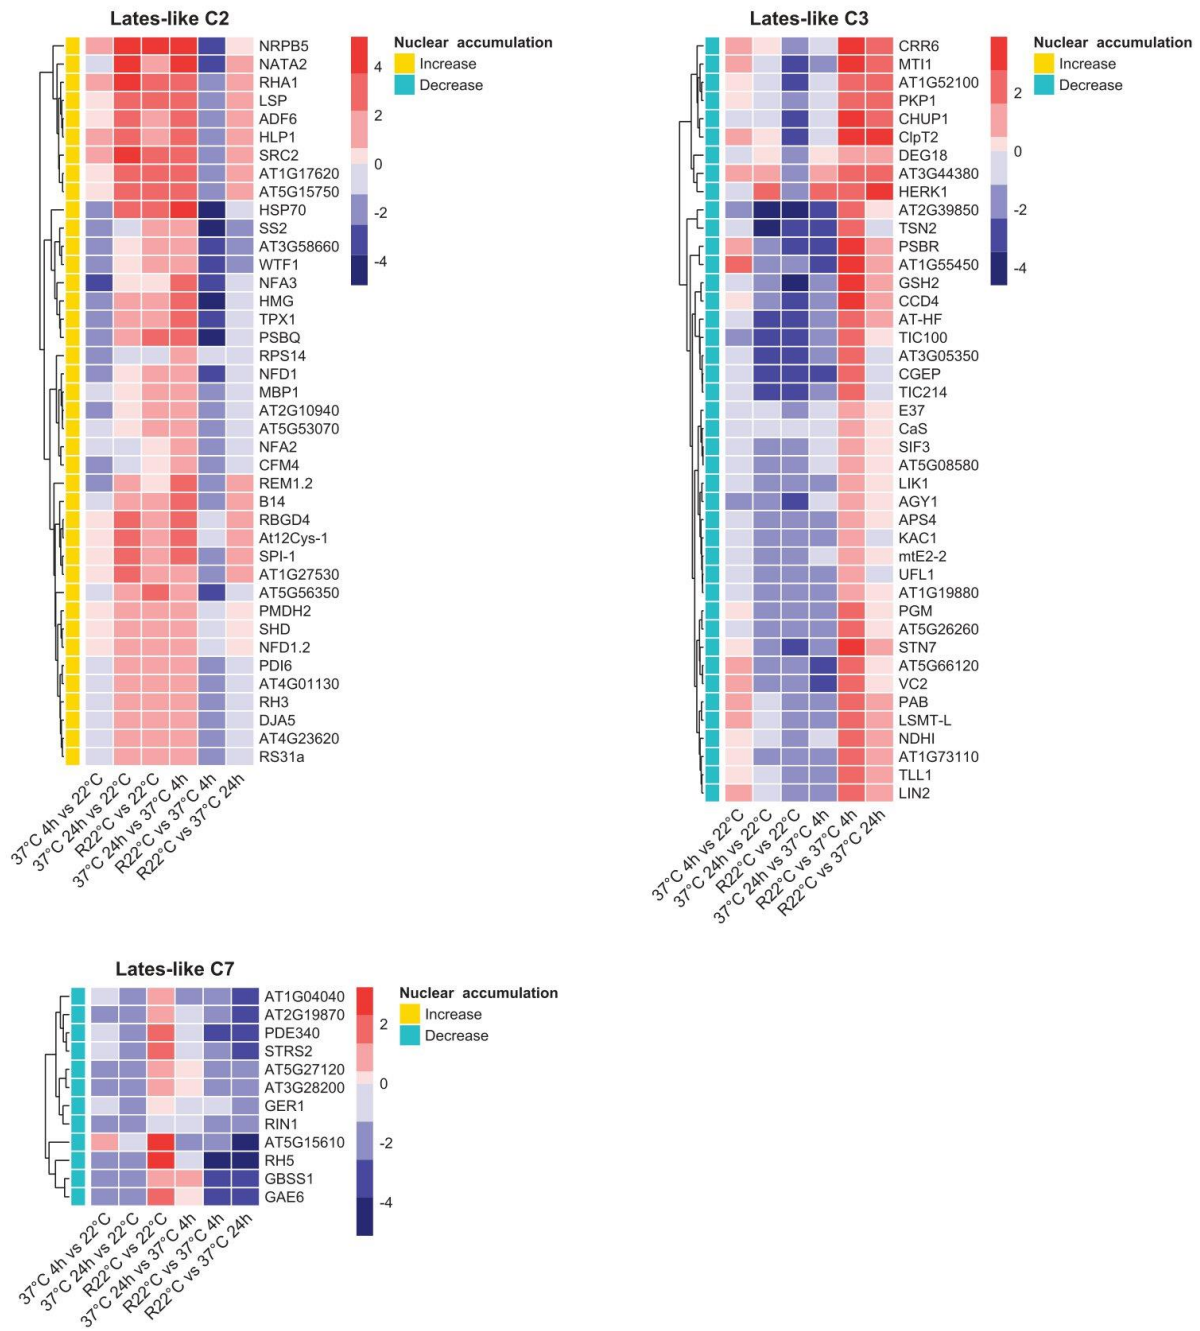 Lates-like C2
NRPB5
NATA2
RHA1
LSP
ADF6
HLP1
SRC2
AT1G17620
AT5G15750
HSP70
SS2
AT3G58660
WTF1
NFA3
HMG
TPX1
PSBQ
RPS14
NFD1
MBP1
AT2G10940
AT5G53070
NFA2
CFM4
REM1.2
B14
RBGD4
At12Cys-1
SPI-1
AT1G27530
AT5G56350
PMDH2
SHD
NFD1.2
PDI6
AT4G01130
RH3
DJA5
AT4G23620
RS31a
37°C 4h vs 22°C
37°C 24h vs 22°C
R22°C vs 22°C
37°C 24h vs 37°C 4h
R22°C vs 37°C 4h
R22°C vs 37°C 24h
4
2
0
-2
-4
Nuclear accumulation
Increase
Decrease
Lates-like C3
CRR6
MTI1
AT1G52100
PKP1
CHUP1
ClpT2
DEG18
AT3G44380
HERK1
AT2G39850
TSN2
PSBR
AT1G55450
GSH2
CCD4
AT-HF
TIC100
AT3G05350
CGEP
TIC214
E37
CaS
SIF3
AT5G08580
LIK1
AGY1
APS4
KAC1
mtE2-2
UFL1
AT1G19880
PGM
AT5G26260
STN7
AT5G66120
VC2
PAB
LSMT-L
NDHI
AT1G73110
TLL1
LIN2
37°C 4h vs 22°C
37°C 24h vs 22°C
R22°C vs 22°C
37°C 24h vs 37°C 4h
R22°C vs 37°C 4h
R22°C vs 37°C 24h
2
0
-2
-4
Nuclear accumulation
Increase
Decrease
Lates-like C7
AT1G04040
AT2G19870
PDE340
STRS2
AT5G27120
AT3G28200
GER1
RIN1
AT5G15610
RH5
GBSS1
GAE6
37°C 4h vs 22°C
37°C 24h vs 22°C
R22°C vs 22°C
37°C 24h vs 37°C 4h
R22°C vs 37°C 4h
R22°C vs 37°C 24h
2
0
-2
-4
Nuclear accumulation
Increase
Decrease